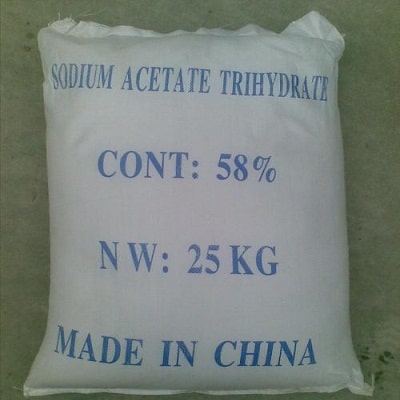 SODIUM ACETATE TRIHYDRATE
CONT: 58%
NW: 25KG
MADE IN CHINA